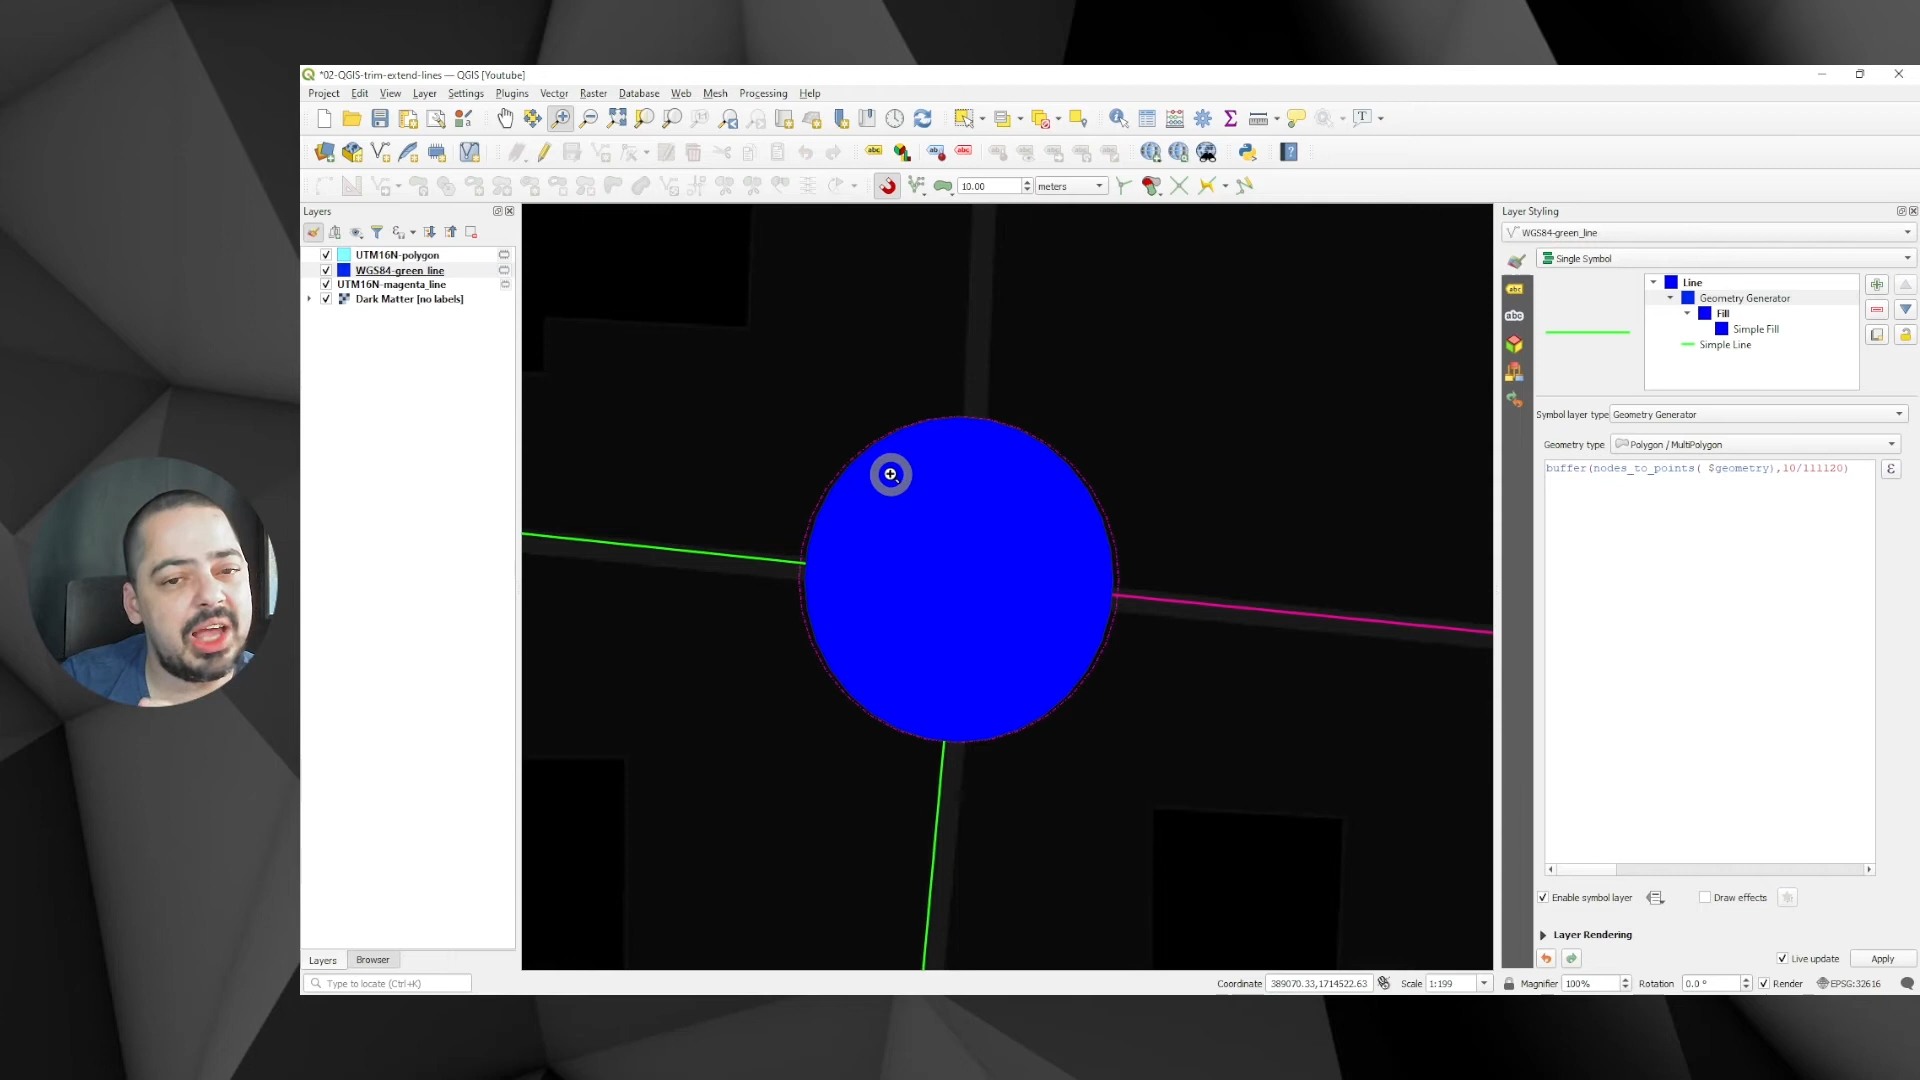 *02-QGIS-trim-extend-lines — QGIS [Youtube]
Project Edit View Layer Settings Plugins Vector Raster Database Web Mesh Processing Help
10.00 meters
Layers
UTM16N-polygon
WGS84-green_line
UTM16N-magenta_line
Dark Matter [no labels]
Layers Browser
Type to locate (Ctrl+K)
Layer Styling
WGS84-green_line
Single Symbol
Line
Geometry Generator
Fill
Simple Fill
Simple Line
Symbol layer type Geometry Generator
Geometry type Polygon / MultiPolygon
buffer(nodes_to_points( $geometry),10/111120)
Enable symbol layer Draw effects
Layer Rendering
Live update Apply
Coordinate 389070.33,1714522.63 Scale 1:199 Magnifier 100% Rotation 0.0 ° Render EPSG:32616